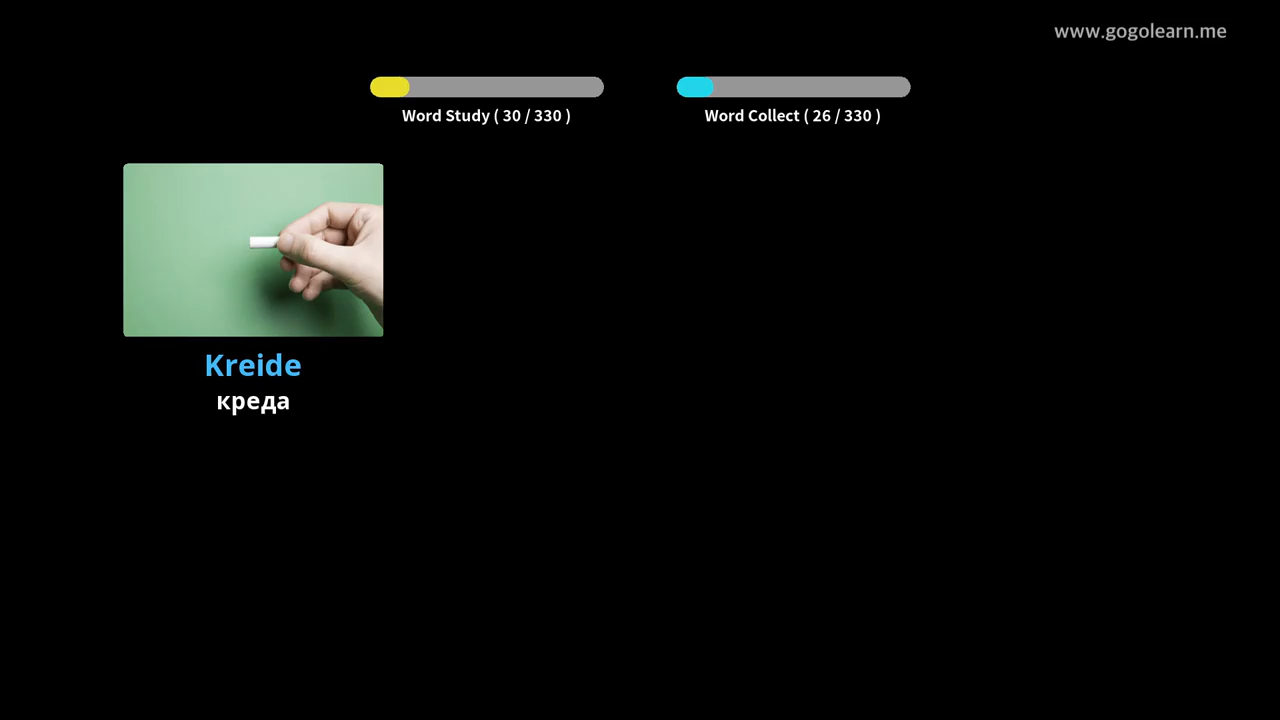 www.gogolearn.me
Word Study ( 30 / 330 )
Word Collect ( 26 / 330 )
Kreide
креда